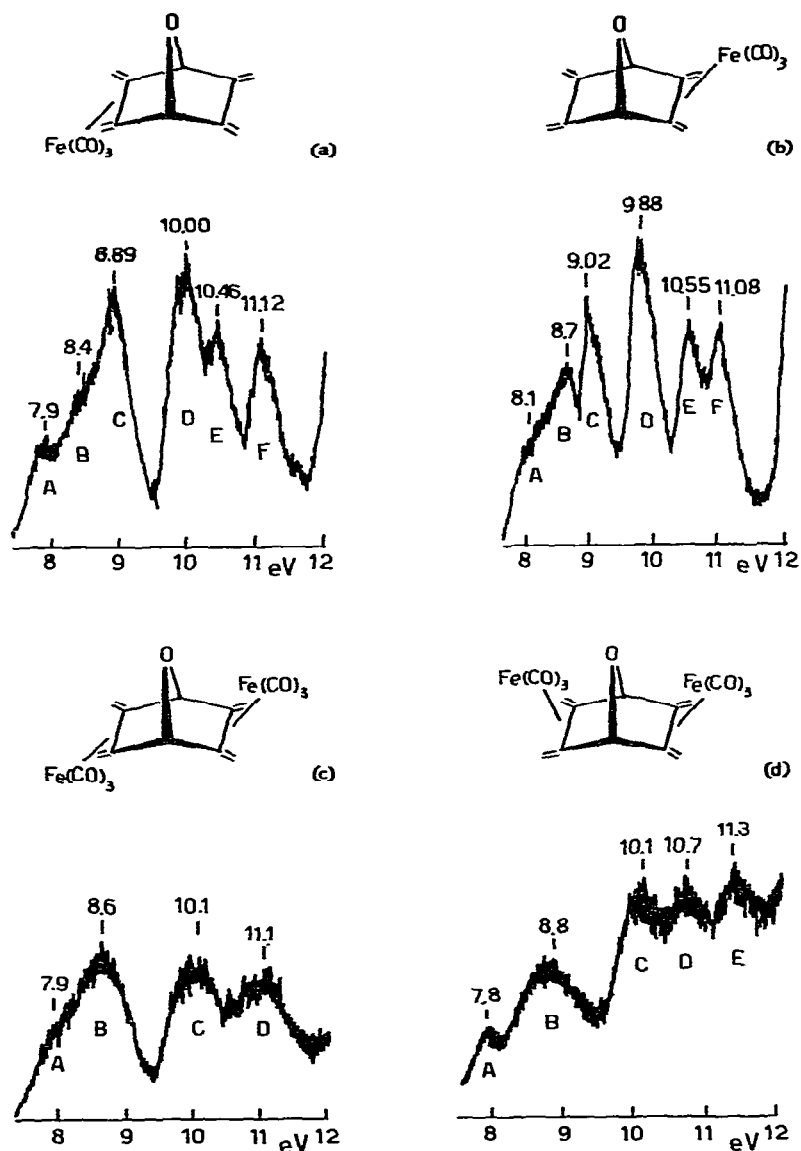 O
Fe(CO)3
(a)
O
Fe(CO)3
(b)
10.00
8.89
10.46
11.12
8.4
7.9
A
B
C
D
E
F
8 9 10 11 eV 12
9.88
9.02
10.55
11.08
8.7
8.1
A
B
C
D
E
F
8 9 10 11 eV 12
O
Fe(CO)3
Fe(CO)3
(c)
O
Fe(CO)3
Fe(CO)3
(d)
8.6
10.1
11.1
7.9
A
B
C
D
8 9 10 11 eV 12
10.1
10.7
11.3
8.8
7.8
A
B
C
D
E
8 9 10 11 eV 12